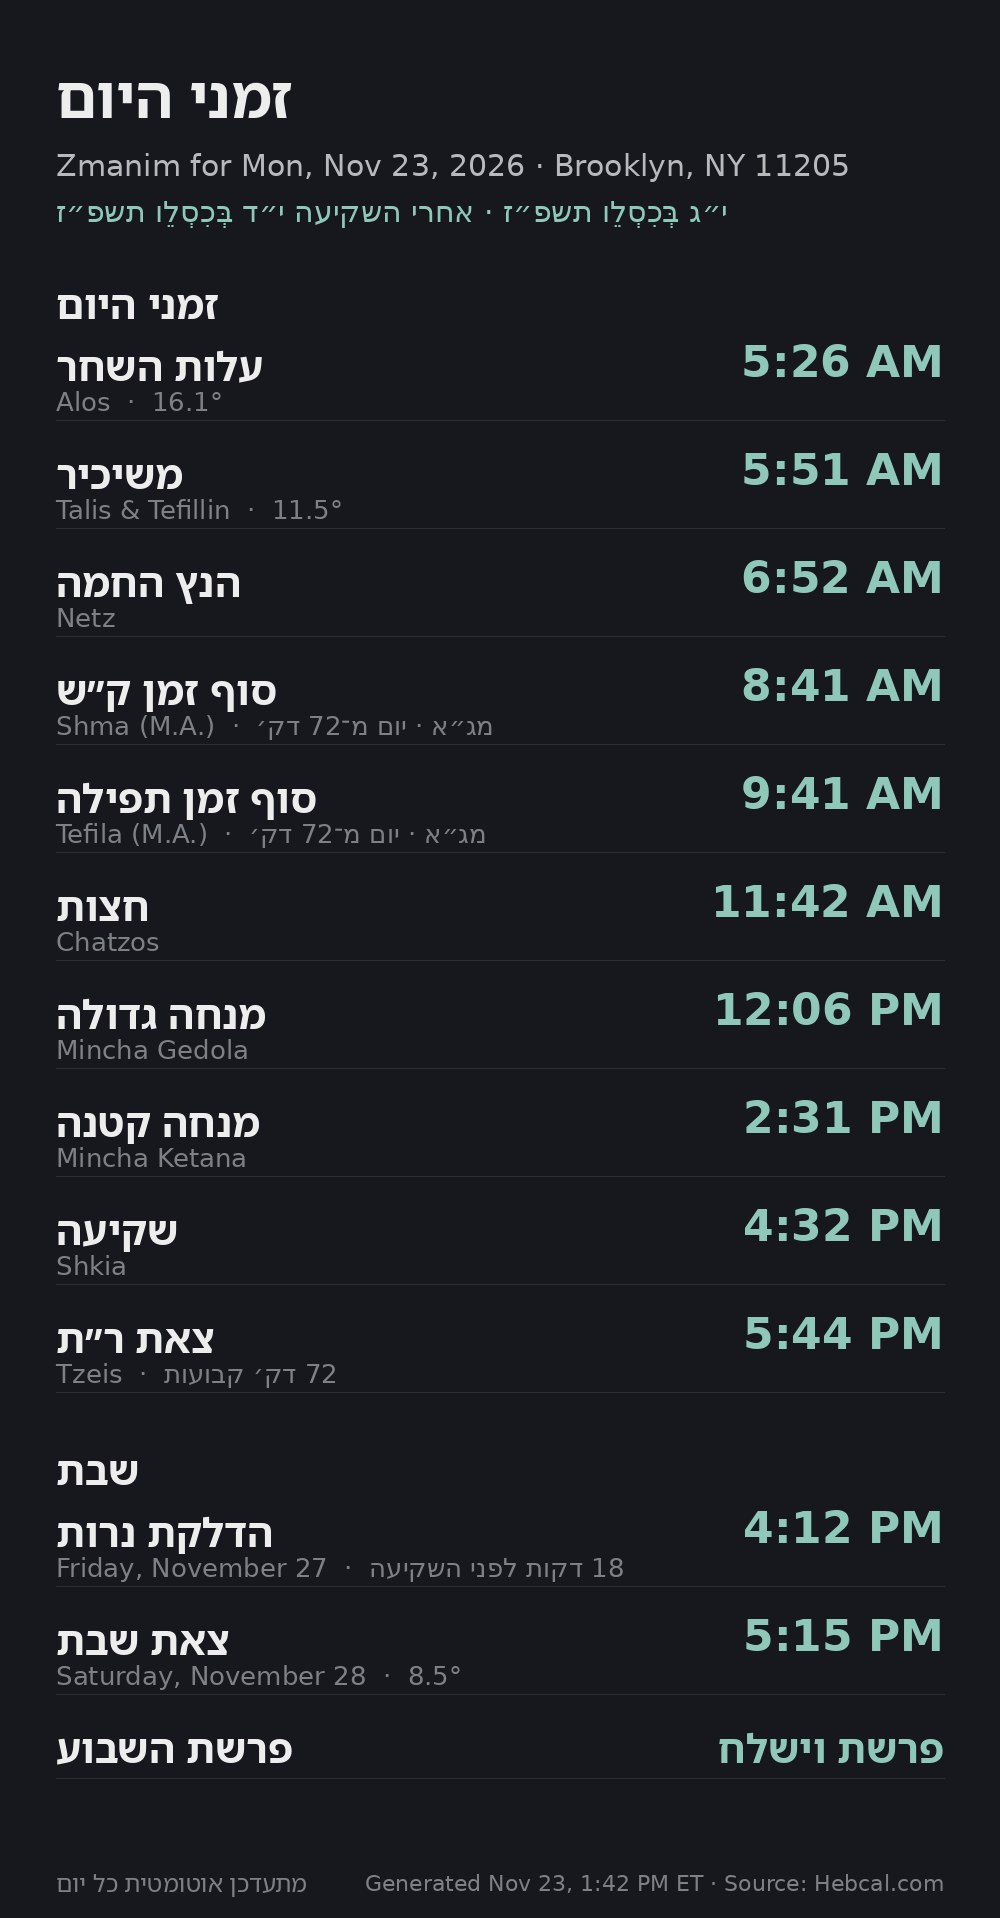 זמני היום
Zmanim for Mon, Nov 23, 2026 · Brooklyn, NY 11205
י״ג בְּכִסְלֵו תשפ״ז · אחרי השקיעה י״ד בְּכִסְלֵו תשפ״ז
זמני היום
עלות השחר 5:26 AM
Alos · 16.1°
משיכיר 5:51 AM
Talis & Tefillin · 11.5°
הנץ החמה 6:52 AM
Netz
סוף זמן ק״ש 8:41 AM
Shma (M.A.) · מג״א · יום מ־72 דק׳
סוף זמן תפילה 9:41 AM
Tefila (M.A.) · מג״א · יום מ־72 דק׳
חצות 11:42 AM
Chatzos
מנחה גדולה 12:06 PM
Mincha Gedola
מנחה קטנה 2:31 PM
Mincha Ketana
שקיעה 4:32 PM
Shkia
צאת ר״ת 5:44 PM
Tzeis · 72 דק׳ קבועות
שבת
הדלקת נרות 4:12 PM
Friday, November 27 · 18 דקות לפני השקיעה
צאת שבת 5:15 PM
Saturday, November 28 · 8.5°
פרשת השבוע פרשת וישלח
מתעדכן אוטומטית כל יום Generated Nov 23, 1:42 PM ET · Source: Hebcal.com